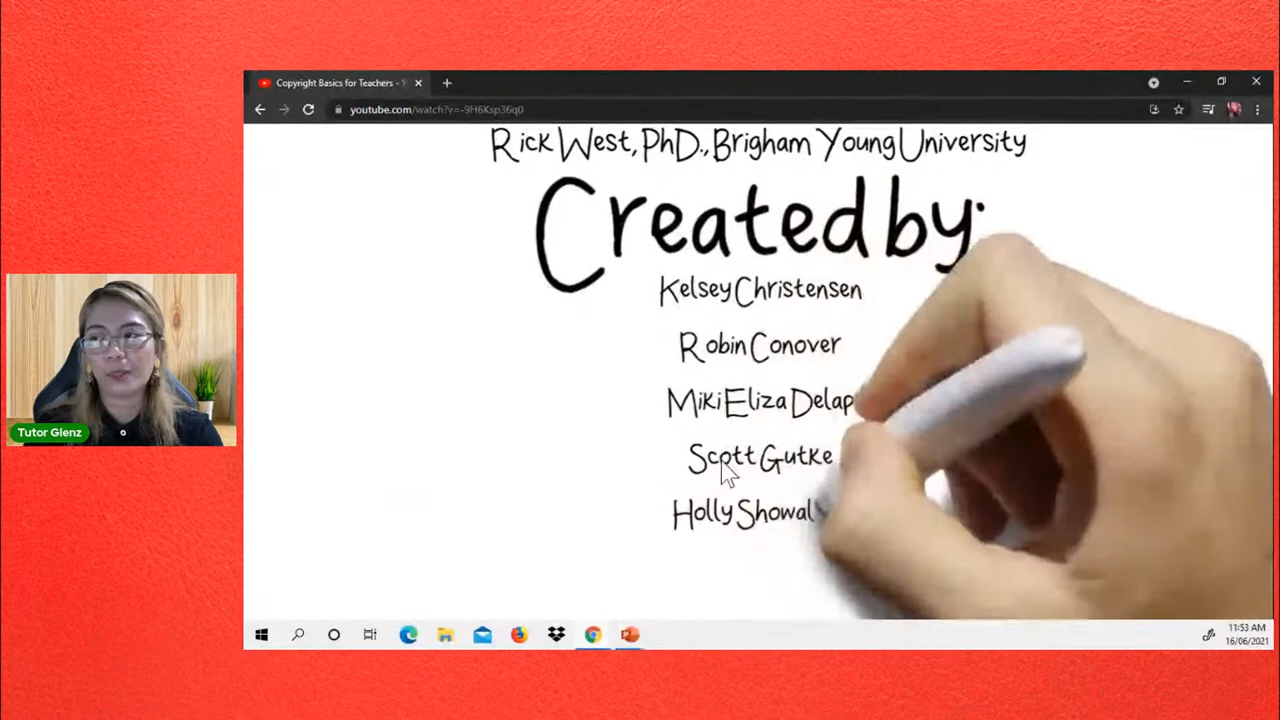 Copyright Basics for Teachers - Y
youtube.com/watch?v=-9H6Ksp36q0
Rick West, PhD., Brigham Young University
Created by:
Kelsey Christensen
Robin Conover
Miki Eliza Delap
Scott Gutke
Holly Showal
Tutor Glenz
11:53 AM
16/06/2021